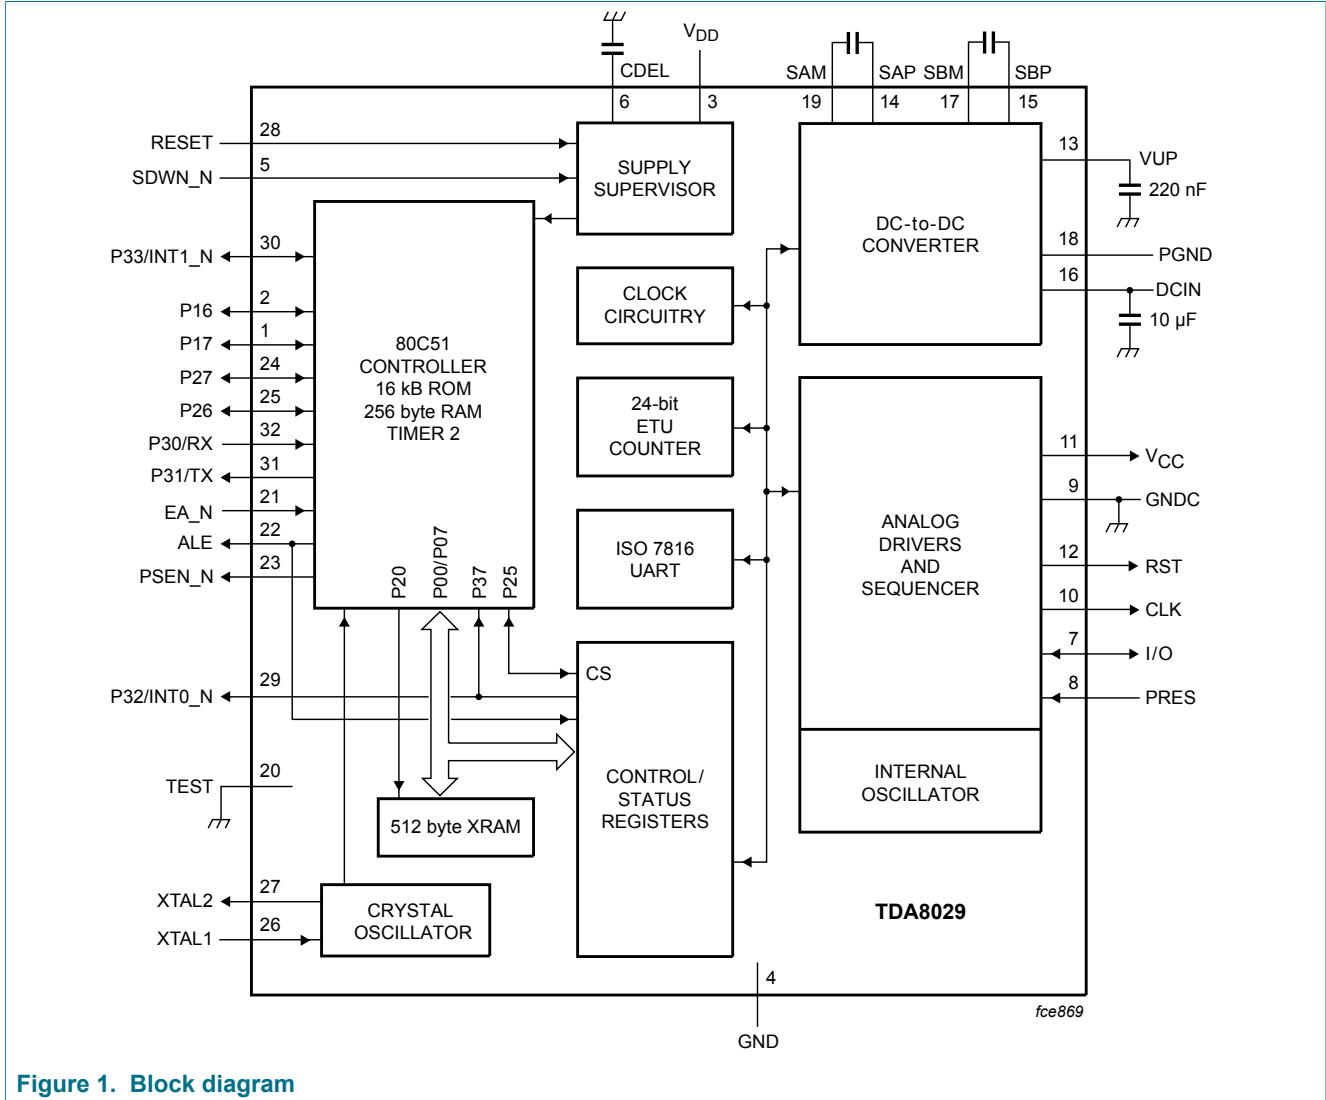 CDEL
VDD
6
3
SAM
SAP
SBM
SBP
19
14
17
15
RESET
28
SDWN_N
5
SUPPLY
SUPERVISOR
P33/INT1_N
30
P16
2
P17
1
P27
24
P26
25
P30/RX
32
P31/TX
31
EA_N
21
ALE
22
PSEN_N
23
80C51
CONTROLLER
16 kB ROM
256 byte RAM
TIMER 2
P20
P00/P07
P37
P25
CLOCK
CIRCUITRY
24-bit
ETU
COUNTER
ISO 7816
UART
DC-to-DC
CONVERTER
13
VUP
220 nF
18
PGND
16
DCIN
10 µF
ANALOG
DRIVERS
AND
SEQUENCER
11
VCC
9
GNDC
12
RST
10
CLK
7
I/O
8
PRES
INTERNAL
OSCILLATOR
P32/INT0_N
29
CS
CONTROL/
STATUS
REGISTERS
TEST
20
512 byte XRAM
XTAL2
27
XTAL1
26
CRYSTAL
OSCILLATOR
TDA8029
4
GND
fce869
Figure 1. Block diagram